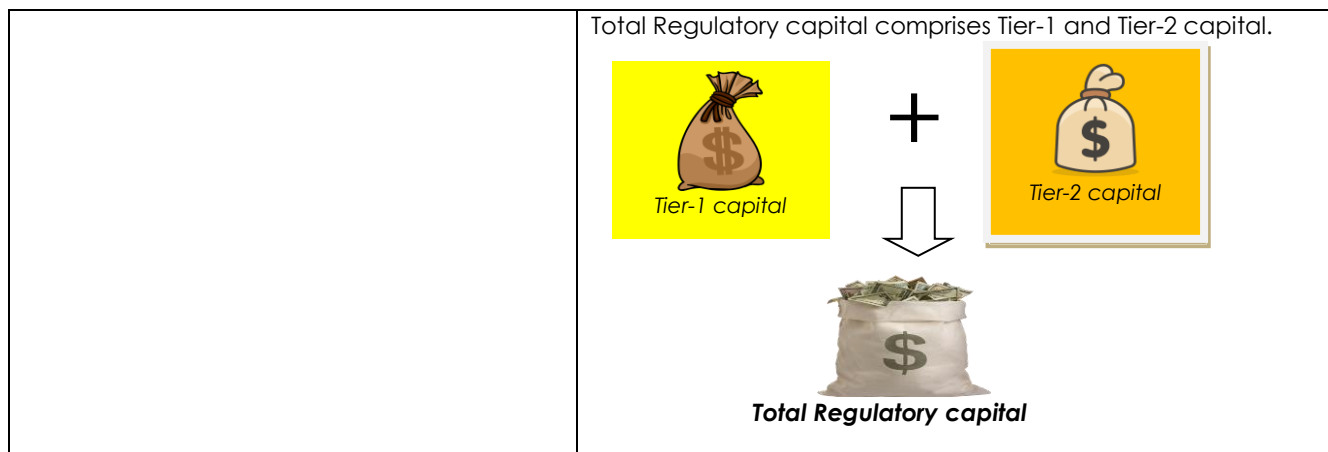 Total Regulatory capital comprises Tier-1 and Tier-2 capital.
$
Tier-1 capital
+
$
Tier-2 capital
$
Total Regulatory capital